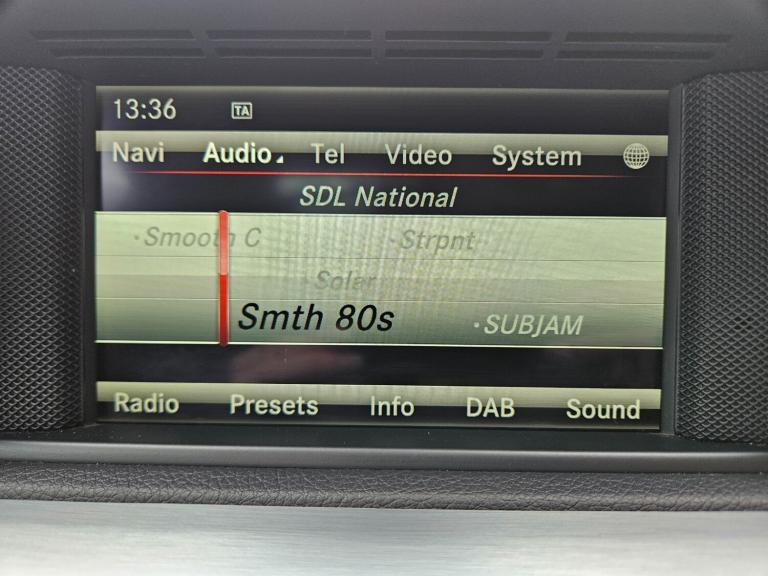 13:36 TA
Navi Audio Tel Video System
SDL National
·Smooth C ·Strpnt
·Solar
Smth 80s ·SUBJAM
Radio Presets Info DAB Sound